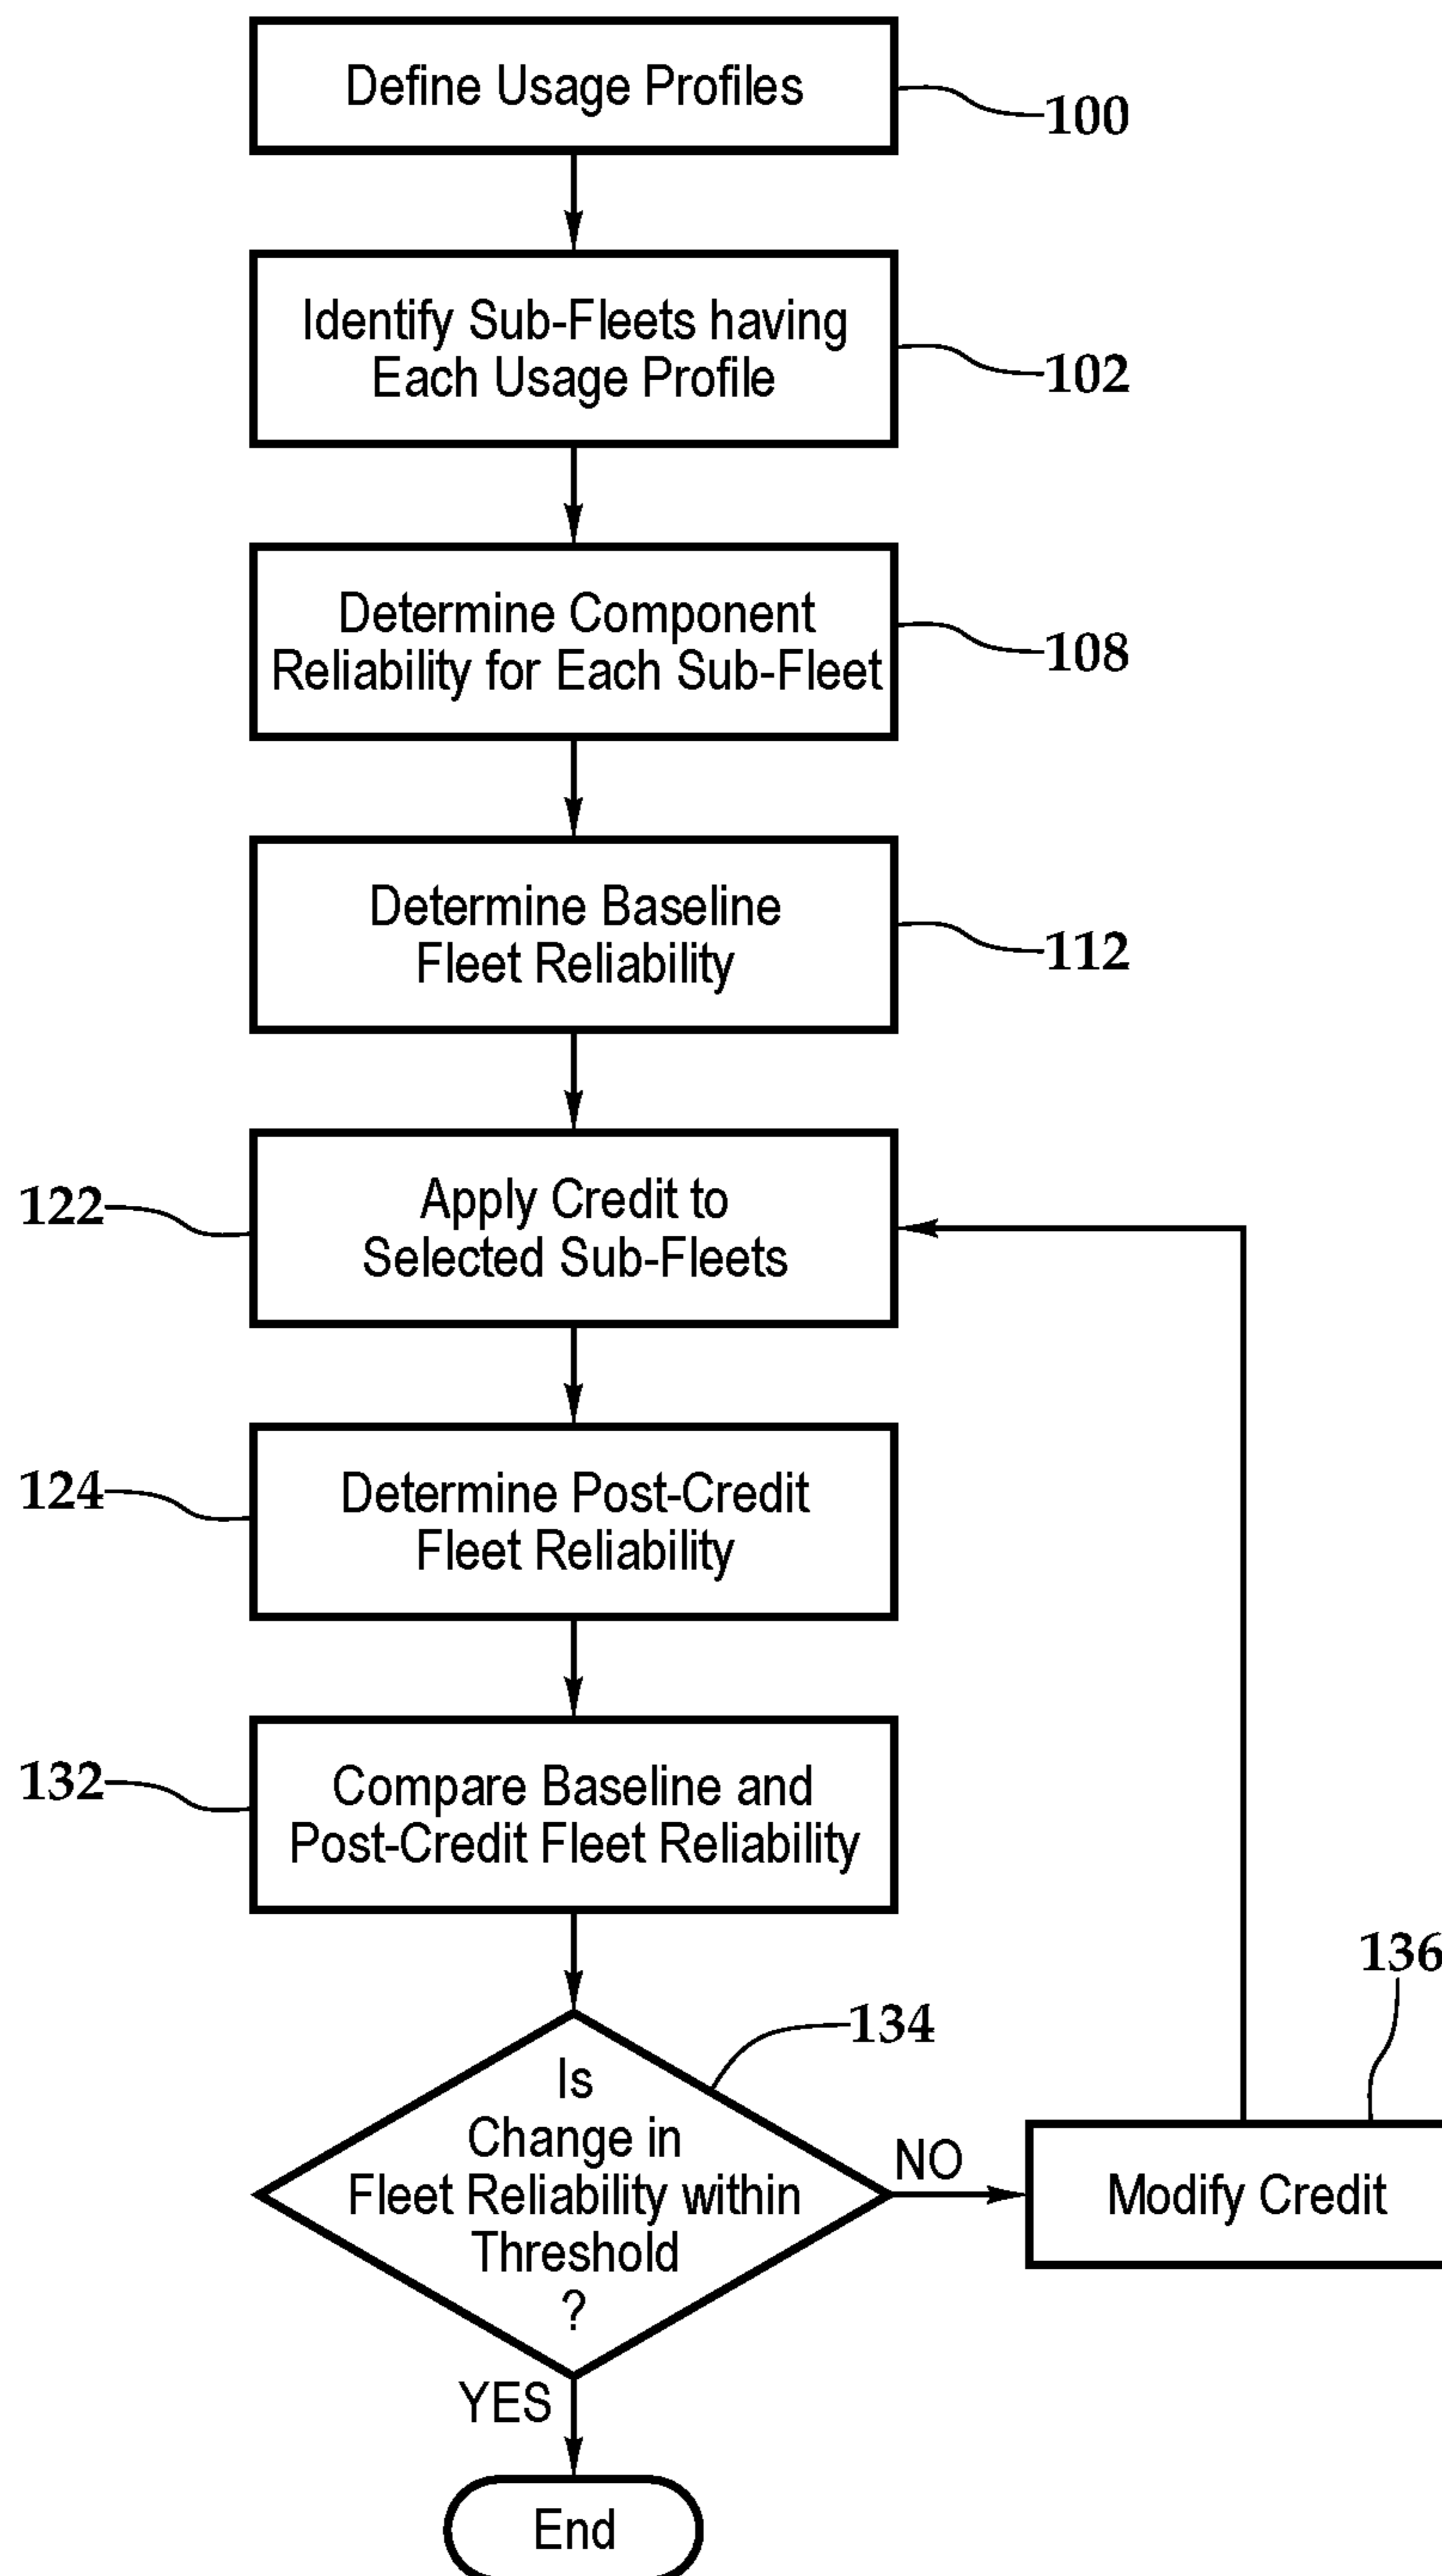 Define Usage Profiles
100
Identify Sub-Fleets having
Each Usage Profile
102
Determine Component
Reliability for Each Sub-Fleet
108
Determine Baseline
Fleet Reliability
112
122
Apply Credit to
Selected Sub-Fleets
124
Determine Post-Credit
Fleet Reliability
132
Compare Baseline and
Post-Credit Fleet Reliability
134
Is
Change in
Fleet Reliability within
Threshold
?
NO
136
Modify Credit
YES
End